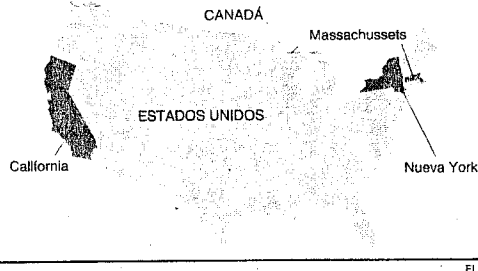 CANADÁ
Massachussets
ESTADOS UNIDOS
California
Nueva York